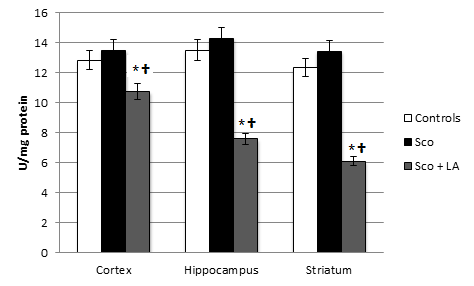 16
14
12
10
8
6
4
2
0
U/mg protein
*✝
*✝
*✝
Cortex
Hippocampus
Striatum
Controls
Sco
Sco + LA